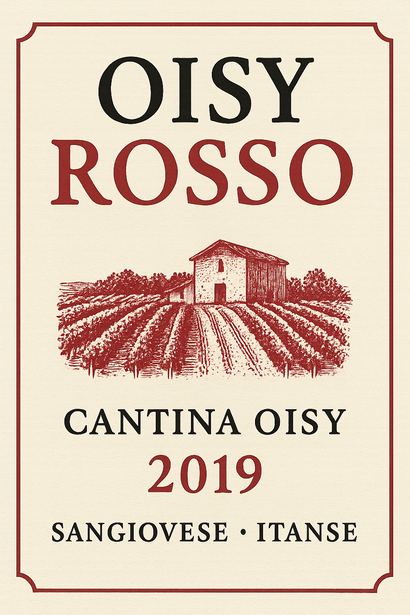 OISY
ROSSO
CANTINA OISY
2019
SANGIOVESE • ITANSE